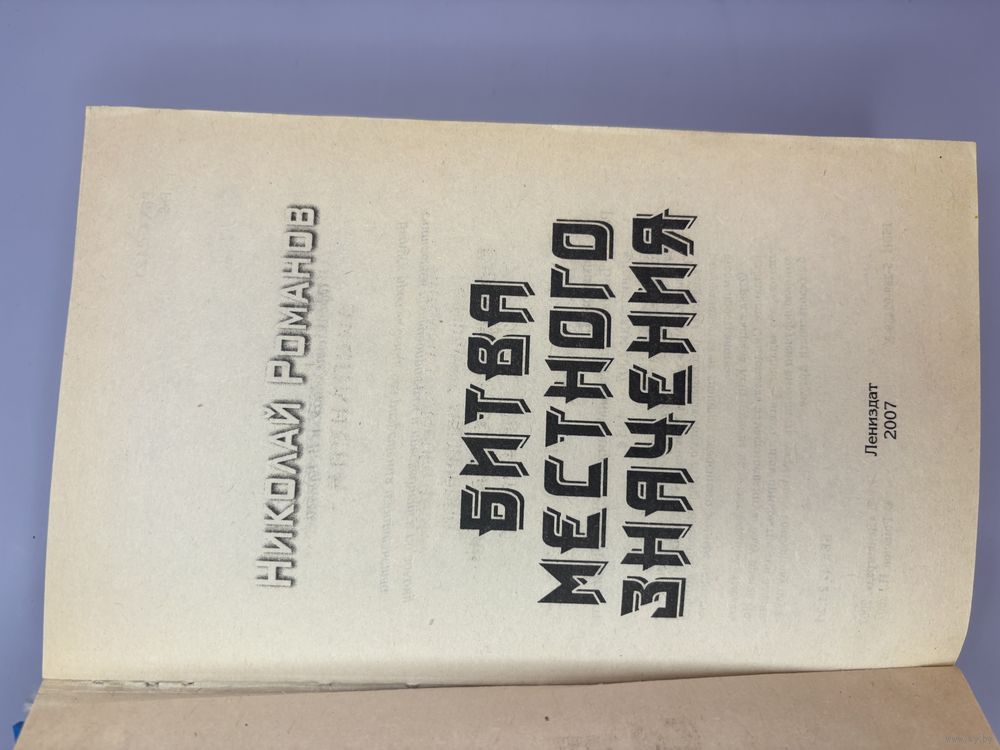 Николай Романов
БИТВА
МЕСТНОГО
ЗНАЧЕНИЯ
Лениздат
2007